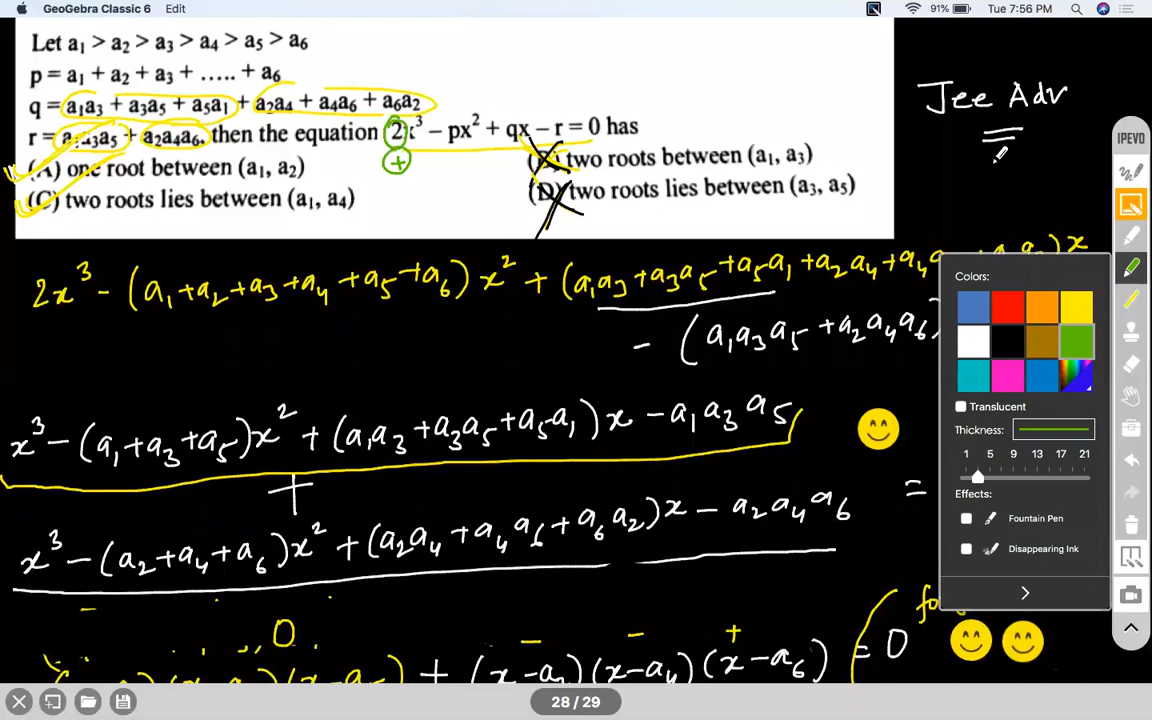 GeoGebra Classic 6 Edit 91% Tue 7:56 PM
Let a₁ > a₂ > a₃ > a₄ > a₅ > a₆
p = a₁ + a₂ + a₃ + ..... + a₆
q = a₁a₃ + a₃a₅ + a₅a₁ + a₂a₄ + a₄a₆ + a₆a₂
r = a₁a₃a₅ + a₂a₄a₆, then the equation 2x³ − px² + qx − r = 0 has
+
(A) one root between (a₁, a₂) (B) two roots between (a₁, a₃)
(C) two roots lies between (a₁, a₄) (D) two roots lies between (a₃, a₅)
Jee Adv
IPEVO
2x³ − (a₁ + a₂ + a₃ + a₄ + a₅ + a₆) x² + (a₁a₃ + a₃a₅ + a₅a₁ + a₂a₄ + a₄ ) x
− (a₁a₃a₅ + a₂a₄a₆)
x³ − (a₁ + a₃ + a₅)x² + (a₁a₃ + a₃a₅ + a₅a₁)x − a₁a₃a₅
+
x³ − (a₂ + a₄ + a₆)x² + (a₂a₄ + a₄a₆ + a₆a₂)x − a₂a₄a₆
=
−
0
− − +
+ (x − a₂)(x − a₄)(x − a₆) = 0
Colors:
Translucent
Thickness:
1 5 9 13 17 21
Effects:
Fountain Pen
Disappearing Ink
28 / 29